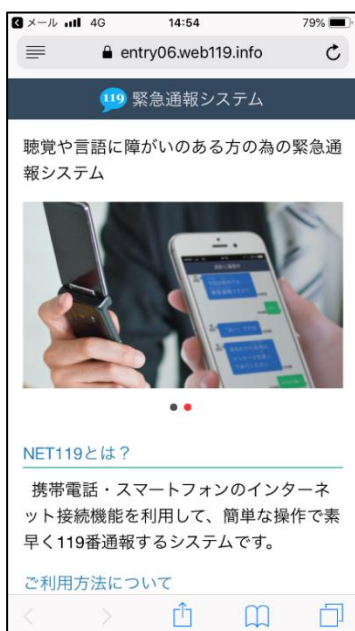 メール 4G 14:54 79%
entry06.web119.info
119 緊急通報システム
聴覚や言語に障がいのある方の為の緊急通
報システム
NET119とは？
携帯電話・スマートフォンのインターネ
ット接続機能を利用して、簡単な操作で素
早く119番通報するシステムです。
ご利用方法について